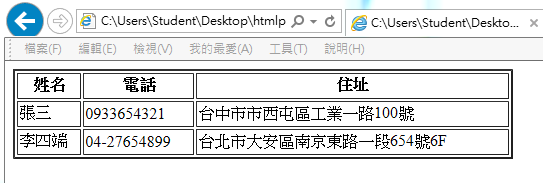 C:\Users\Student\Desktop\htmlp
C:\Users\Student\Deskto...
檔案(F) 編輯(E) 檢視(V) 我的最愛(A) 工具(T) 說明(H)
姓名 電話 住址
張三 0933654321 台中市市西屯區工業一路100號
李四端 04-27654899 台北市大安區南京東路一段654號6F